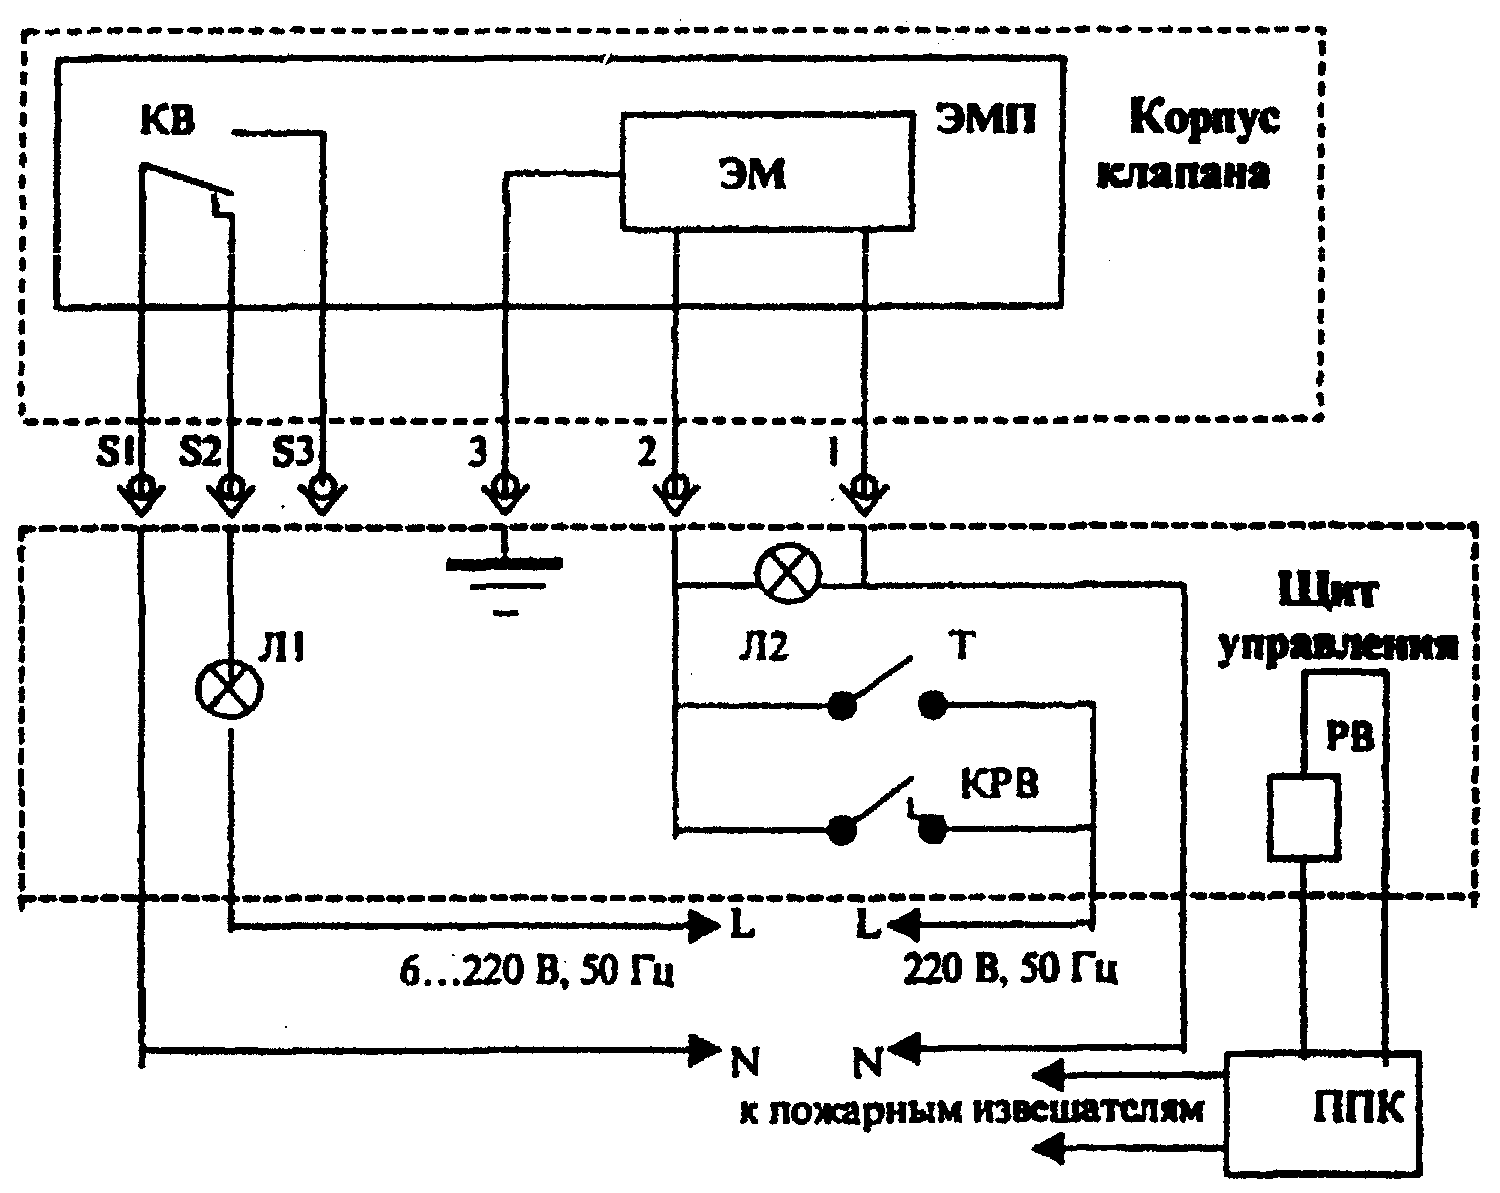 КВ
ЭМ
ЭМП
Корпус
клапана
S1
S2
S3
3
2
1
Щит
управления
Л1
Л2
Т
РВ
КРВ
L
L
6...220 В, 50 Гц
220 В, 50 Гц
N
N
к пожарным извещателям
ППК